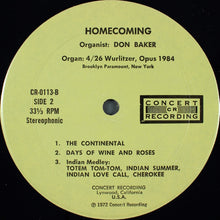 HOMECOMING
Organist: DON BAKER
Organ: 4/26 Wurlitzer, Opus 1984
Brooklyn Paramount, New York
CR-0113-B
SIDE 2
33⅓ RPM
Stereophonic
CONCERT
CR
RECORDING
1. THE CONTINENTAL
2. DAYS OF WINE AND ROSES
3. Indian Medley:
TOTEM TOM-TOM, INDIAN SUMMER,
INDIAN LOVE CALL, CHEROKEE
CONCERT RECORDING
Lynwood, California
U.S.A.
© 1972 Concert Recording